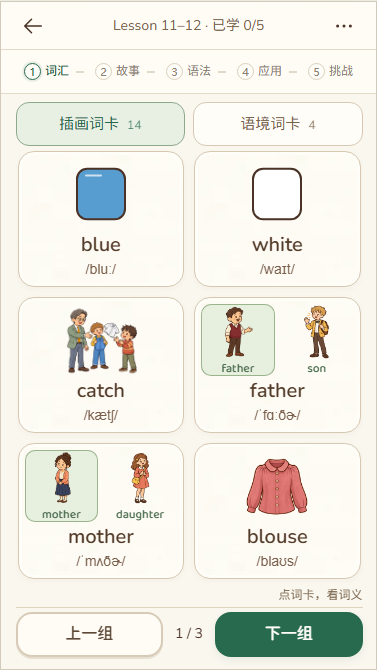 Lesson 11–12 · 已学 0/5
1 词汇 – 2 故事 – 3 语法 – 4 应用 – 5 挑战
插画词卡 14
语境词卡 4
blue
/bluː/
white
/waɪt/
catch
/kætʃ/
father
son
father
/ˈfɑːðɚ/
mother
daughter
mother
/ˈmʌðɚ/
blouse
/blaʊs/
点词卡，看词义
上一组
1 / 3
下一组